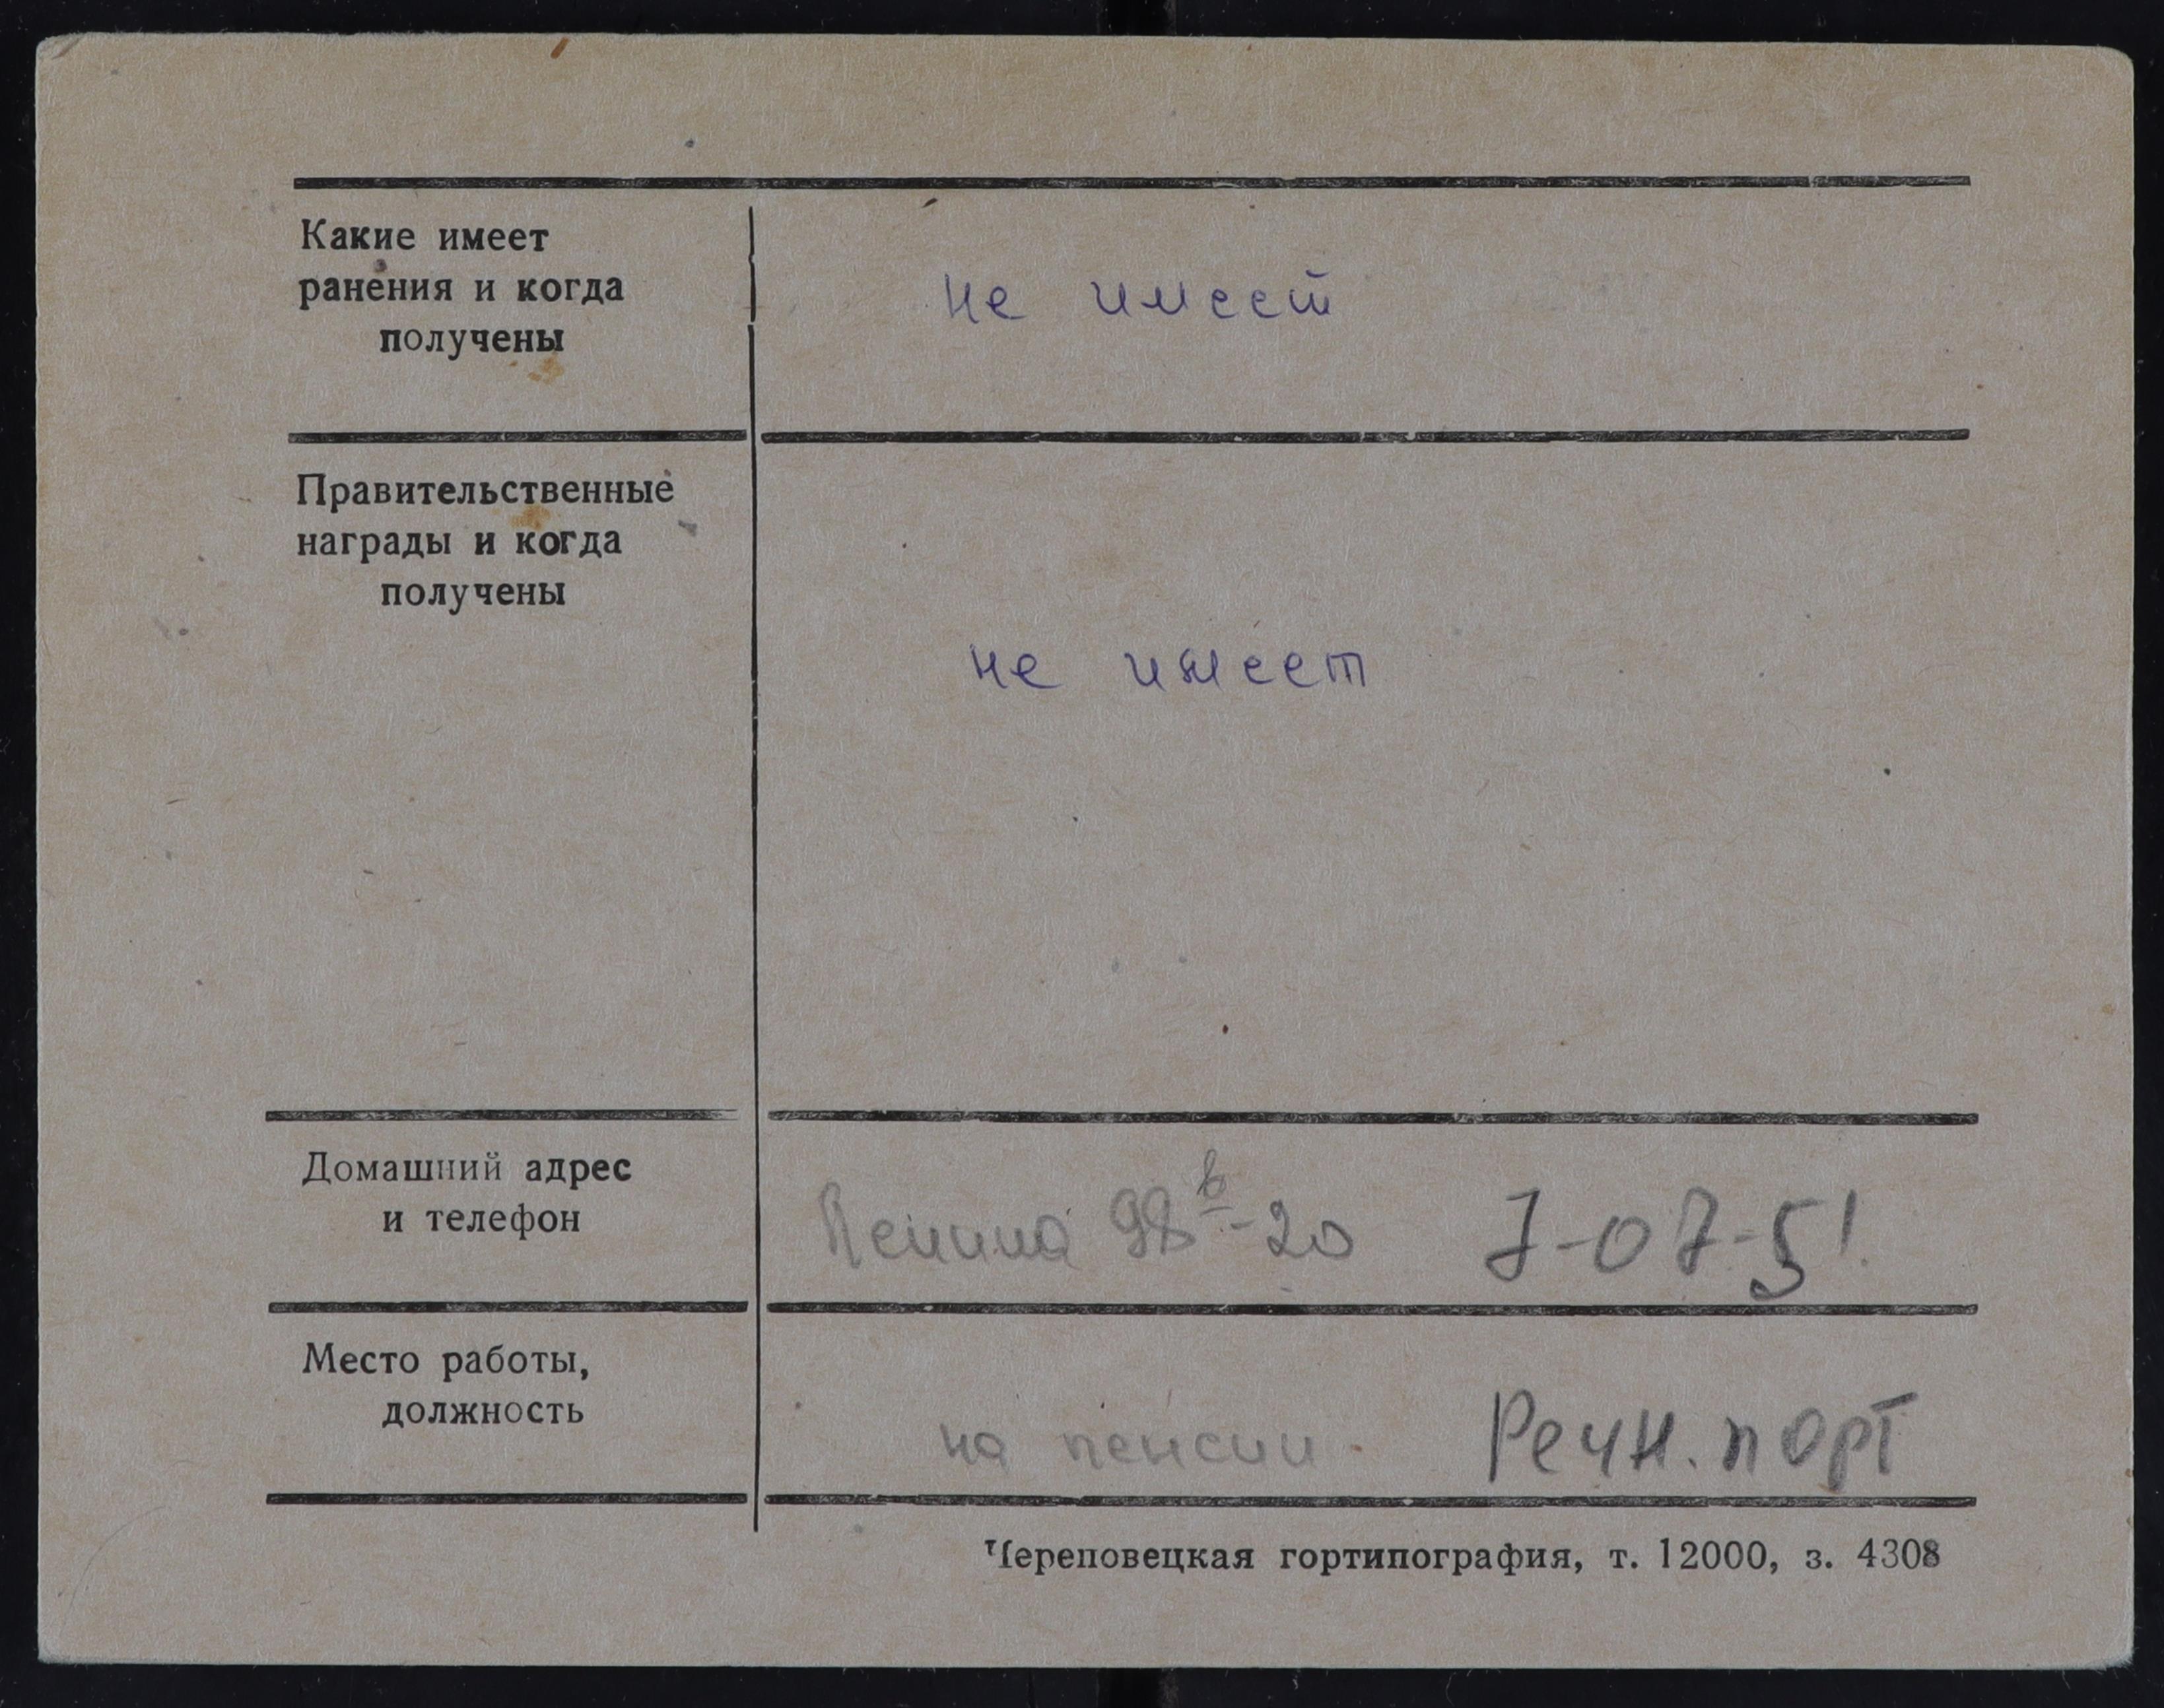 Какие имеет
ранения и когда
получены
не имеет
Правительственные
награды и когда
получены
не имеет
Домашний адрес
и телефон
Ленина 98в-20 7-07-51
Место работы,
должность
на пенсии Речн. порт
Череповецкая гортипография, т. 12000, з. 4308